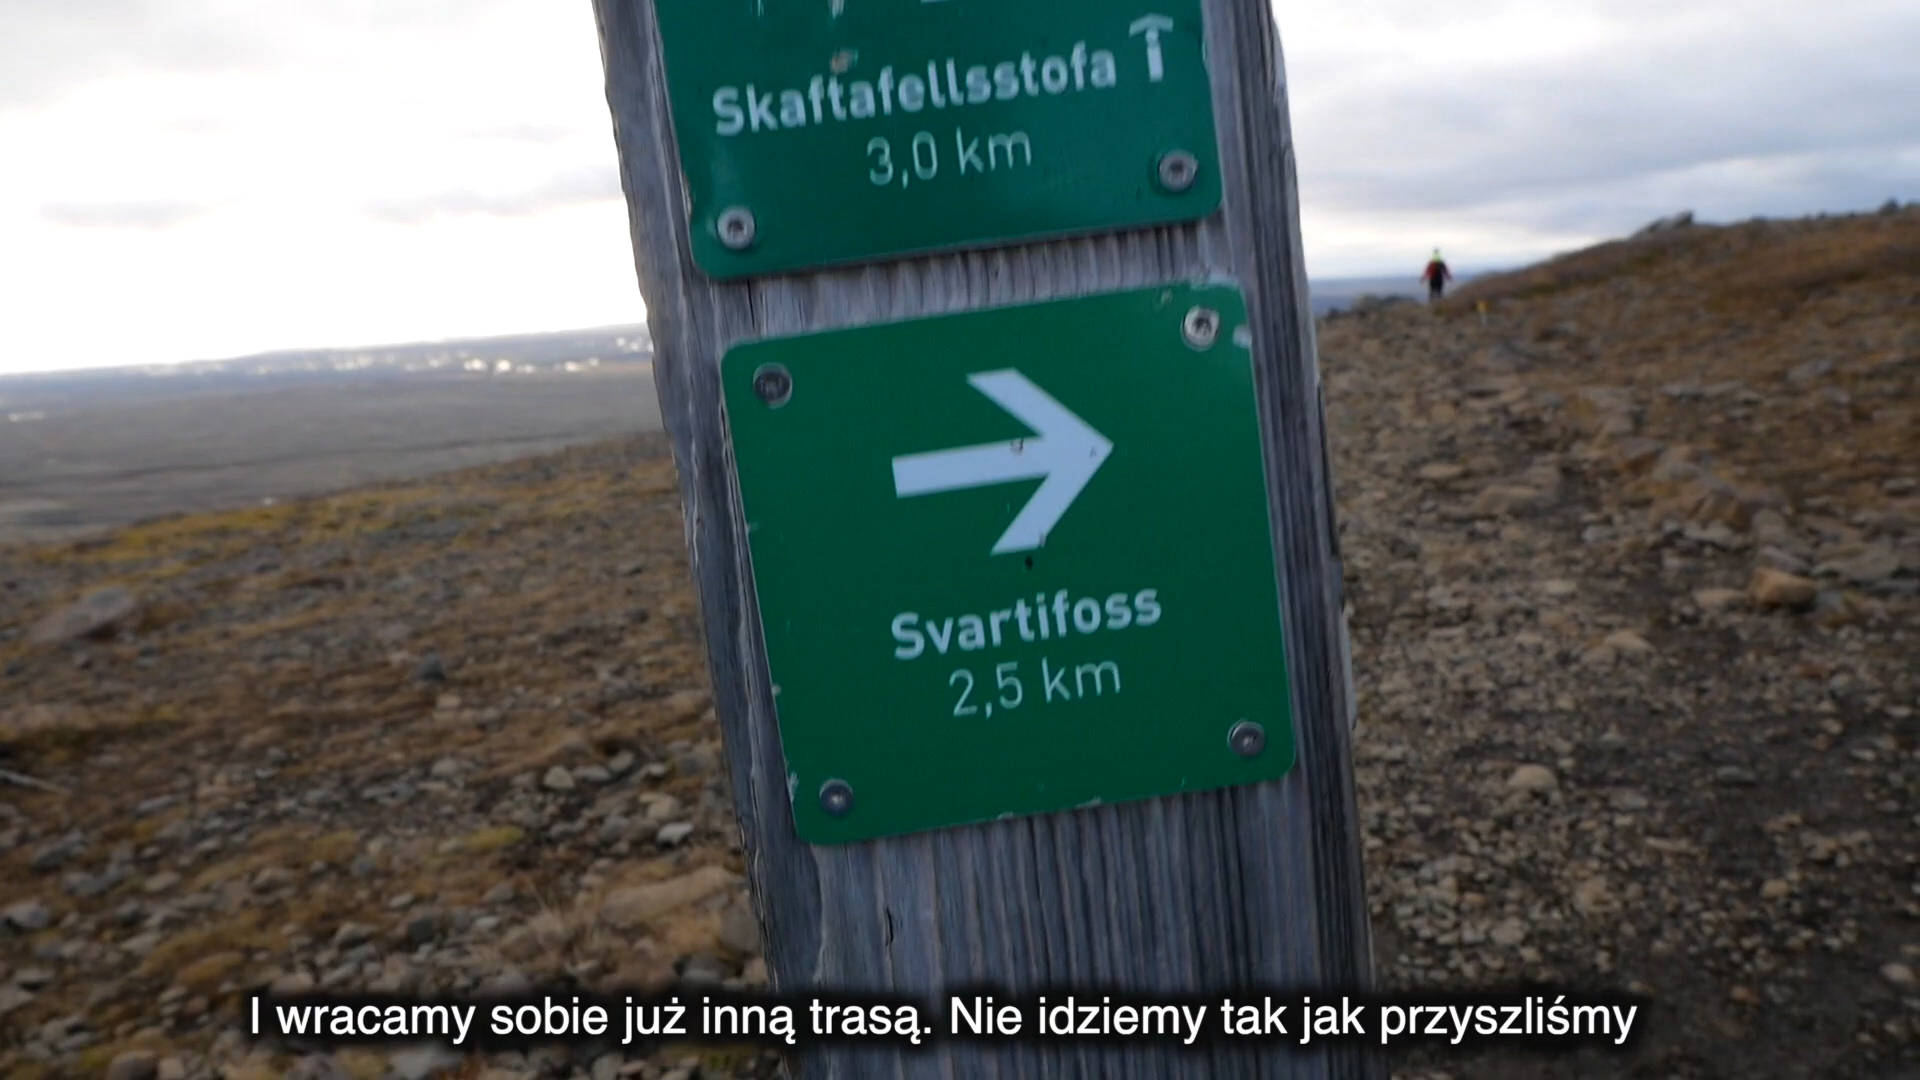 Skaftafellsstofa
3,0 km
Svartifoss
2,5 km
I wracamy sobie już inną trasą. Nie idziemy tak jak przyszliśmy